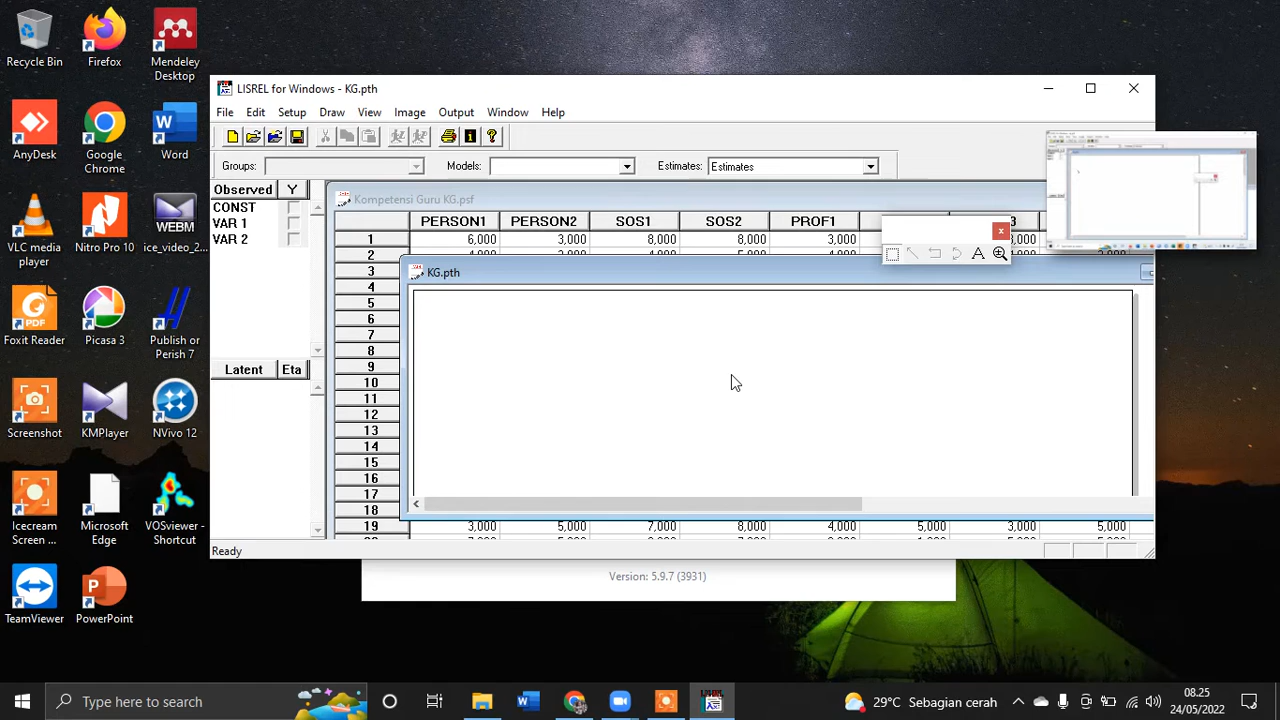 Recycle Bin
Firefox
Mendeley Desktop
AnyDesk
Google Chrome
Word
VLC media player
Nitro Pro 10
WEBM
ice_video_2...
PDF
Foxit Reader
Picasa 3
Publish or Perish 7
Screenshot
KMPlayer
NVivo 12
Icecream Screen ...
Microsoft Edge
VOSviewer - Shortcut
TeamViewer
PowerPoint
LISREL for Windows - KG.pth
File Edit Setup Draw View Image Output Window Help
Groups: Models: Estimates: Estimates
Observed Y
CONST
VAR 1
VAR 2
Latent Eta
Kompetensi Guru KG.psf
PERSON1 PERSON2 SOS1 SOS2 PROF1
1 6,000 3,000 8,000 8,000 3,000
2
3
KG.pth
4
5
6
7
8
9
10
11
12
13
14
15
16
17
18
19 3,000 5,000 7,000 8,000 4,000 5,000 3,000 5,000
Ready
Version: 5.9.7 (3931)
Type here to search
29°C Sebagian cerah
08.25
24/05/2022